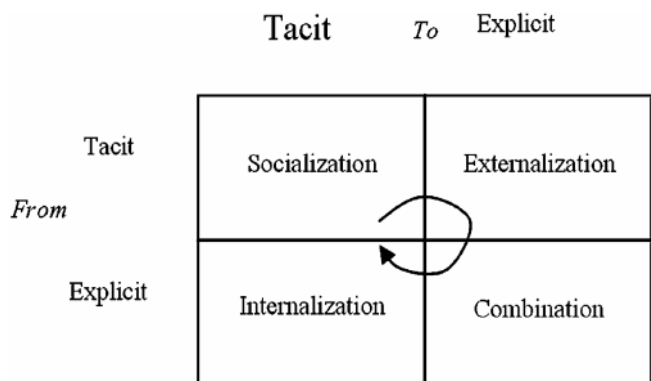 Tacit To Explicit
Tacit Socialization Externalization
From
Explicit Internalization Combination